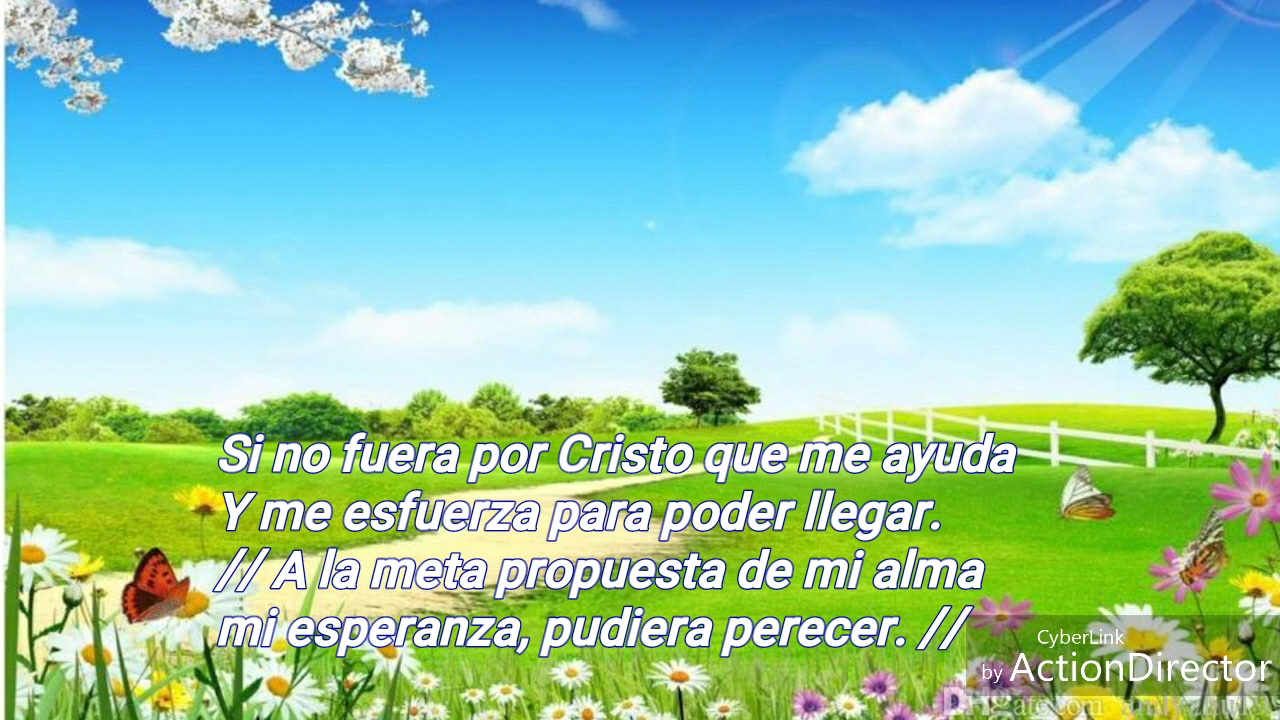 Si no fuera por Cristo que me ayuda
Y me esfuerza para poder llegar.
// A la meta propuesta de mi alma
mi esperanza, pudiera perecer. //
CyberLink
by ActionDirector